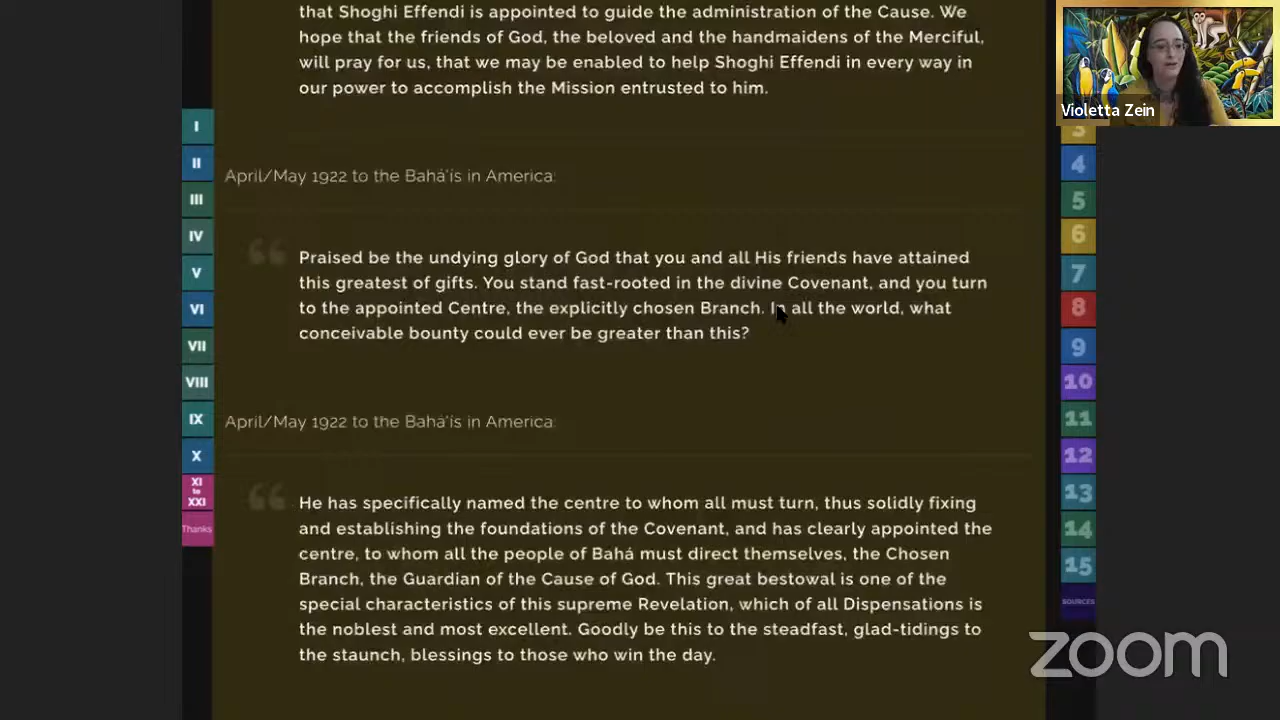 that Shoghi Effendi is appointed to guide the administration of the Cause. We
hope that the friends of God, the beloved and the handmaidens of the Merciful,
will pray for us, that we may be enabled to help Shoghi Effendi in every way in
our power to accomplish the Mission entrusted to him.
Violetta Zein
April/May 1922 to the Bahá'ís in America:
Praised be the undying glory of God that you and all His friends have attained
this greatest of gifts. You stand fast-rooted in the divine Covenant, and you turn
to the appointed Centre, the explicitly chosen Branch. In all the world, what
conceivable bounty could ever be greater than this?
April/May 1922 to the Bahá'ís in America:
He has specifically named the centre to whom all must turn, thus solidly fixing
and establishing the foundations of the Covenant, and has clearly appointed the
centre, to whom all the people of Bahá must direct themselves, the Chosen
Branch, the Guardian of the Cause of God. This great bestowal is one of the
special characteristics of this supreme Revelation, which of all Dispensations is
the noblest and most excellent. Goodly be this to the steadfast, glad-tidings to
the staunch, blessings to those who win the day.
I
II
III
IV
V
VI
VII
VIII
IX
X
XI
to
XXI
Thanks
3
4
5
6
7
8
9
10
11
12
13
14
15
SOURCES
zoom